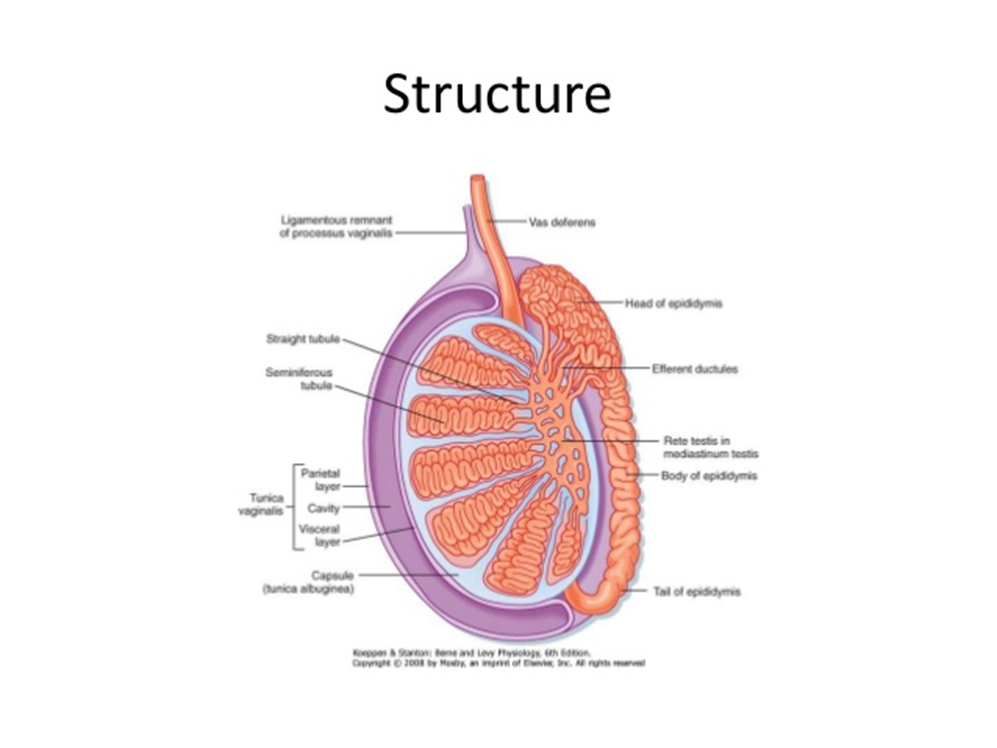 Structure
Ligamentous remnant
of processus vaginalis
Vas deferens
Head of epididymis
Straight tubule
Efferent ductules
Seminiferous
tubule
Rete testis in
mediastinum testis
Body of epididymis
Tunica
vaginalis
Parietal
layer
Cavity
Visceral
layer
Capsule
(tunica albuginea)
Tail of epididymis
Koeppen & Stanton: Berne and Levy Physiology, 6th Edition.
Copyright © 2008 by Mosby, an imprint of Elsevier, Inc. All rights reserved